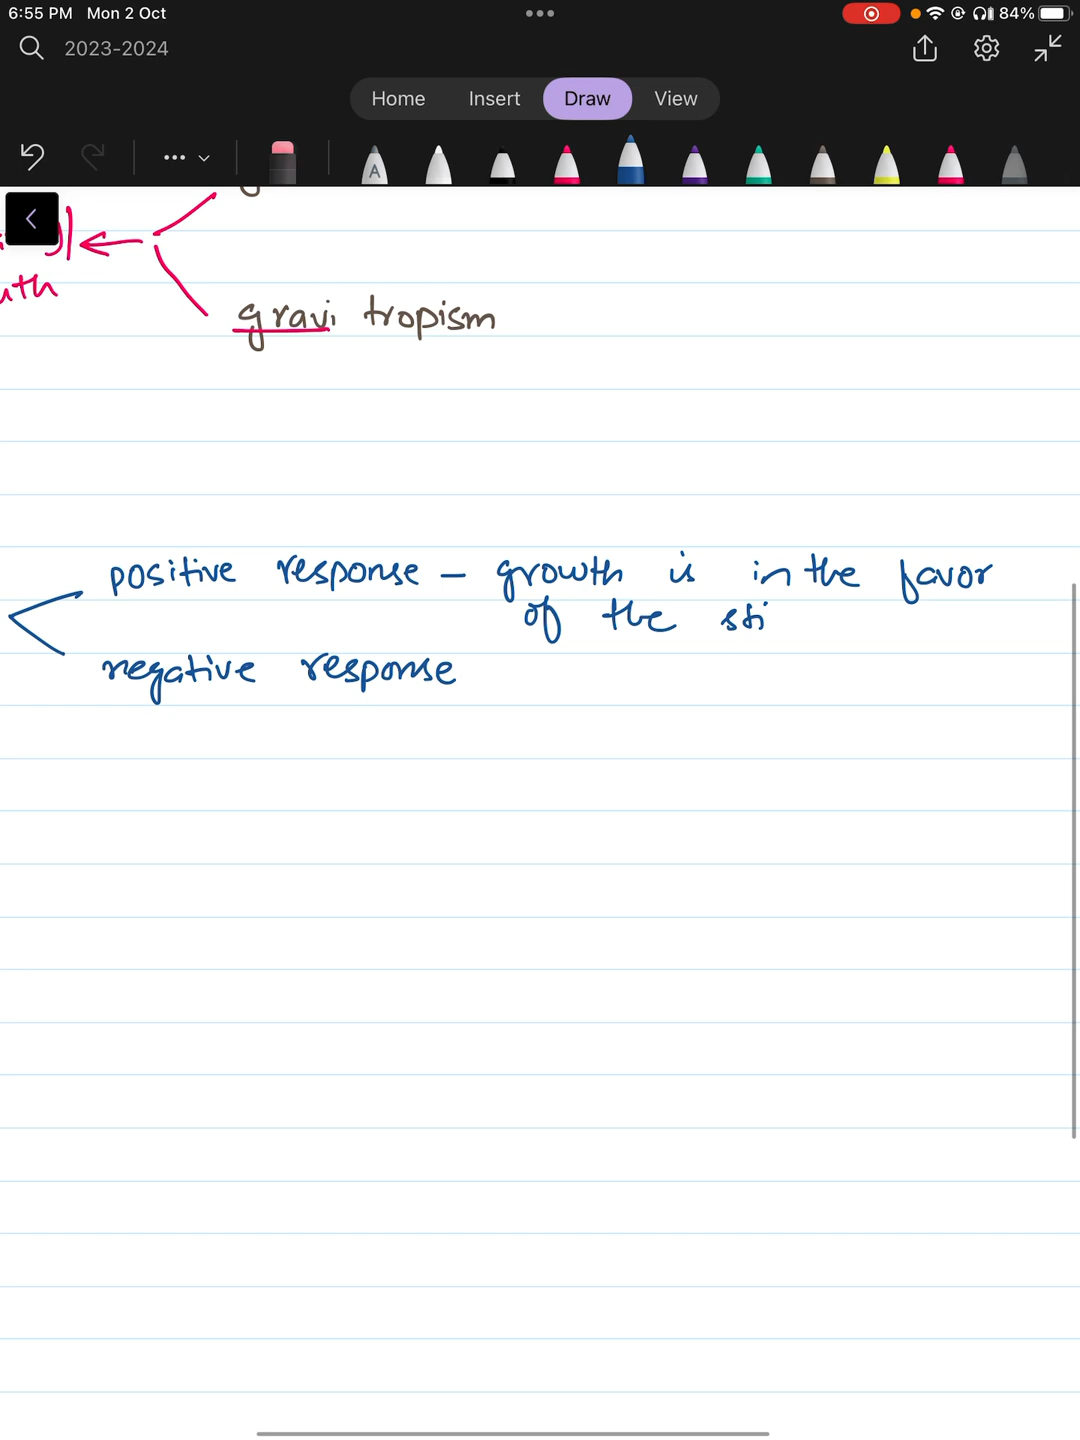 6:55 PM Mon 2 Oct
84%
2023-2024
Home Insert Draw View
A
gravi tropism
positive response – growth is in the favor
of the sti
negative response